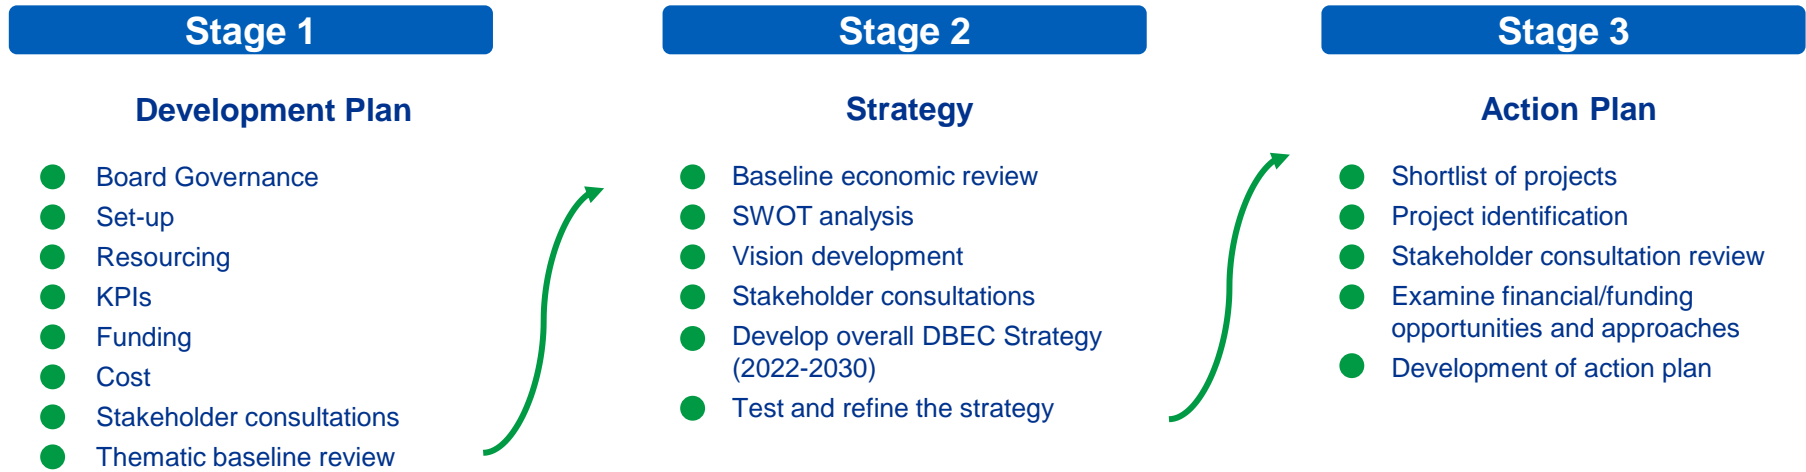 Stage 1
Development Plan
Board Governance
Set-up
Resourcing
KPIs
Funding
Cost
Stakeholder consultations
Thematic baseline review
Stage 2
Strategy
Baseline economic review
SWOT analysis
Vision development
Stakeholder consultations
Develop overall DBEC Strategy
(2022-2030)
Test and refine the strategy
Stage 3
Action Plan
Shortlist of projects
Project identification
Stakeholder consultation review
Examine financial/funding
opportunities and approaches
Development of action plan